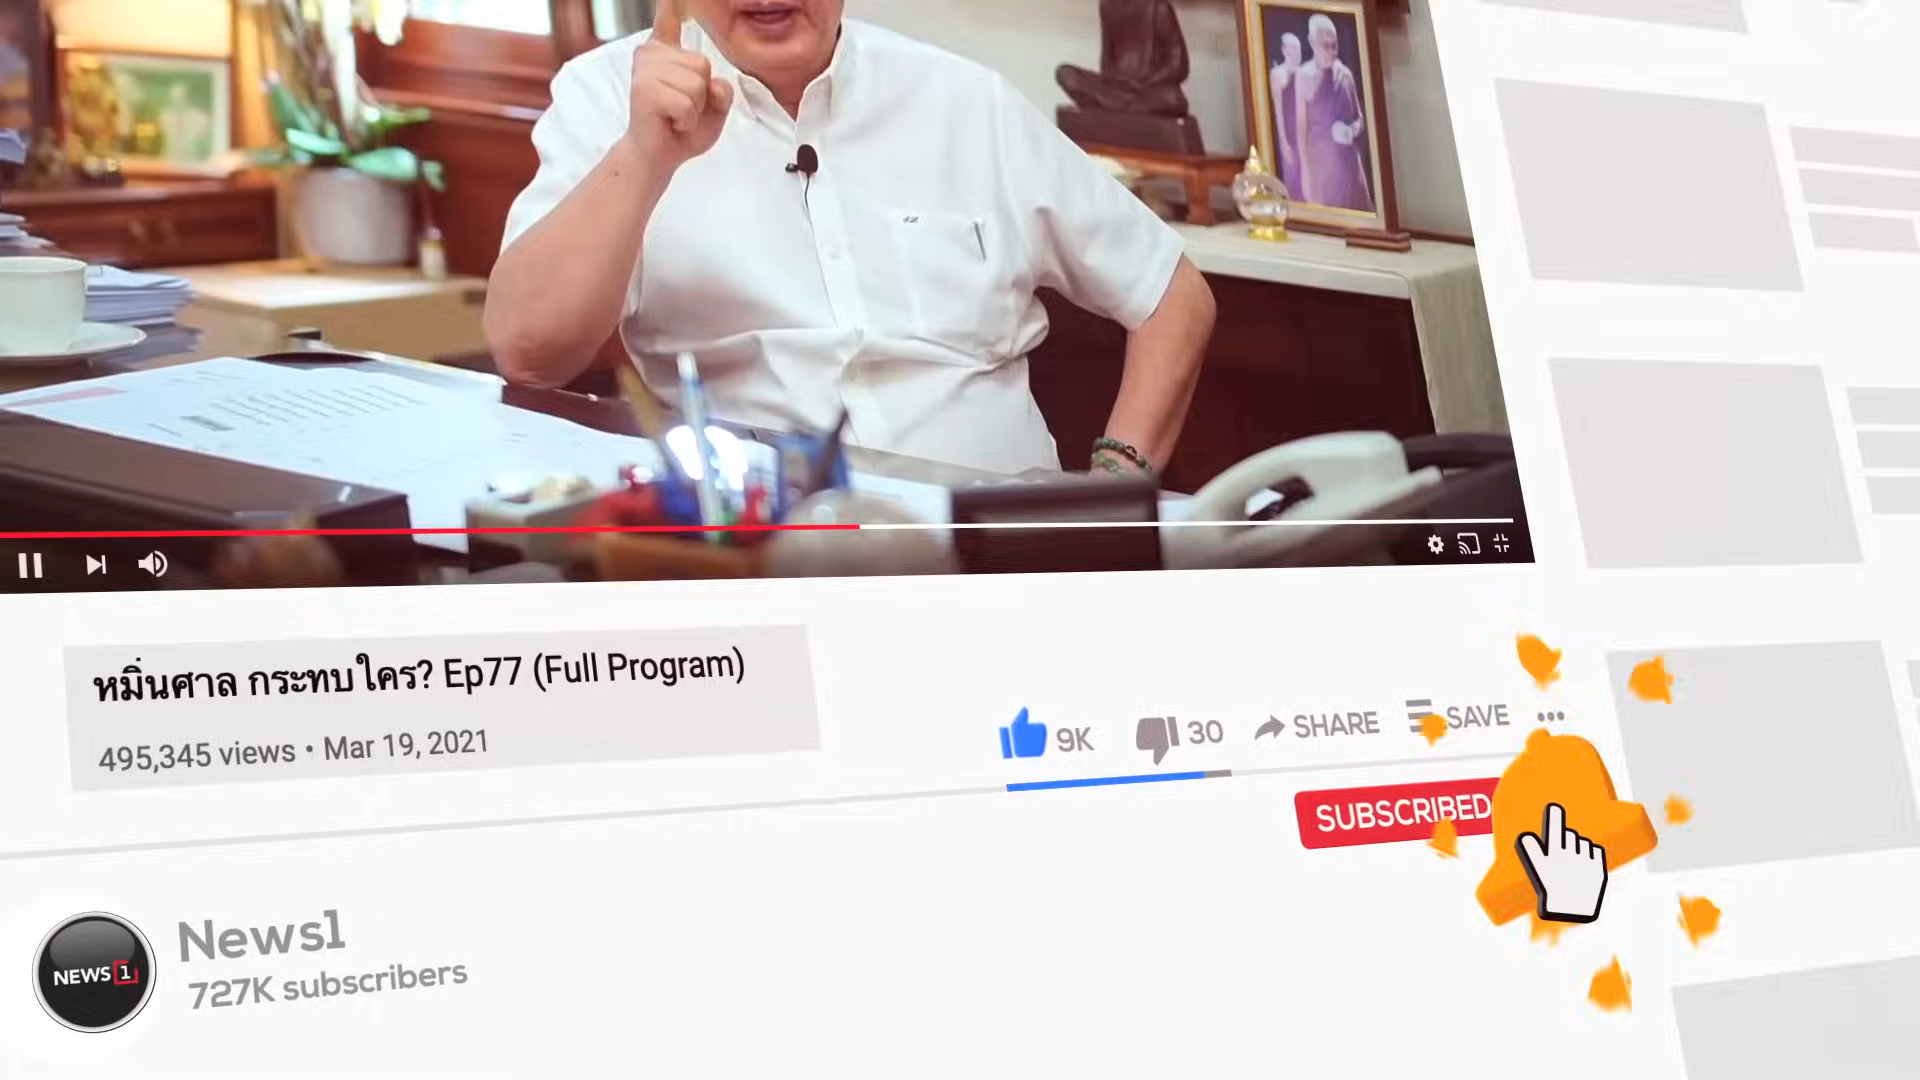 หมิ่นศาล กระทบใคร? Ep77 (Full Program)
495,345 views • Mar 19, 2021
9K
30
SHARE
SAVE
SUBSCRIBED
NEWS 1
News1
727K subscribers